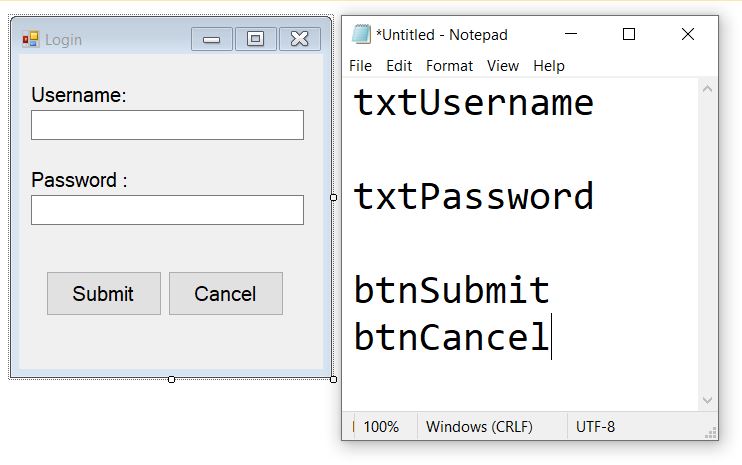 Login
Username:
Password :
Submit Cancel
*Untitled - Notepad
File Edit Format View Help
txtUsername
txtPassword
btnSubmit
btnCancel
100% Windows (CRLF) UTF-8